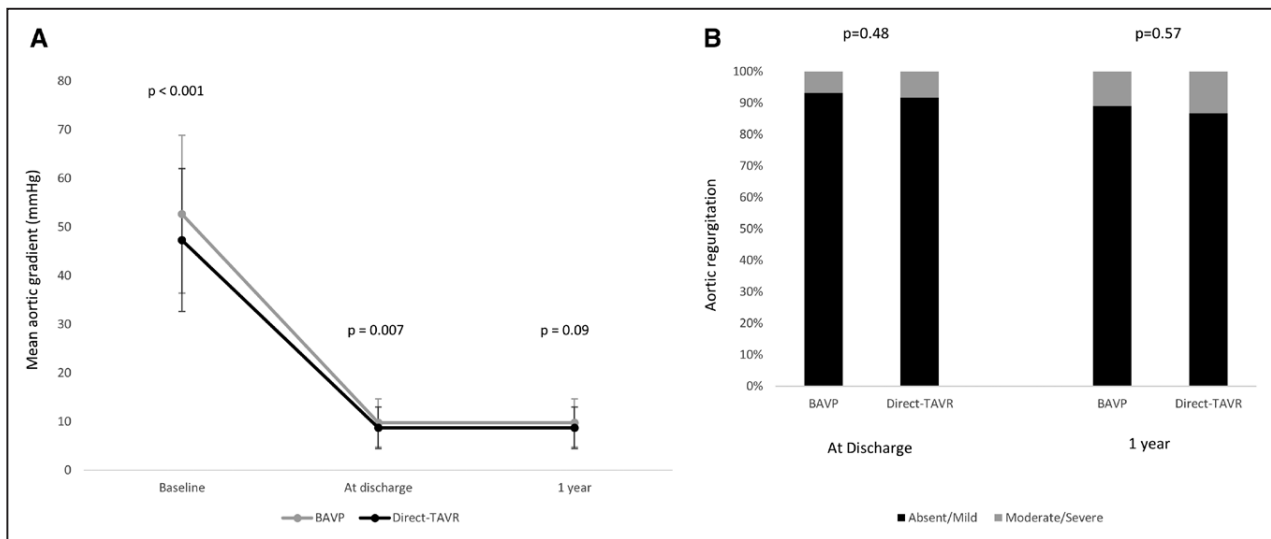 A
Mean aortic gradient (mmHg)
80
70
60
50
40
30
20
10
0
p < 0.001
p = 0.007
p = 0.09
Baseline
At discharge
1 year
BAVP
Direct-TAVR
B
p=0.48
p=0.57
Aortic regurgitation
100%
90%
80%
70%
60%
50%
40%
30%
20%
10%
0%
BAVP
Direct-TAVR
BAVP
Direct-TAVR
At Discharge
1 year
Absent/Mild
Moderate/Severe